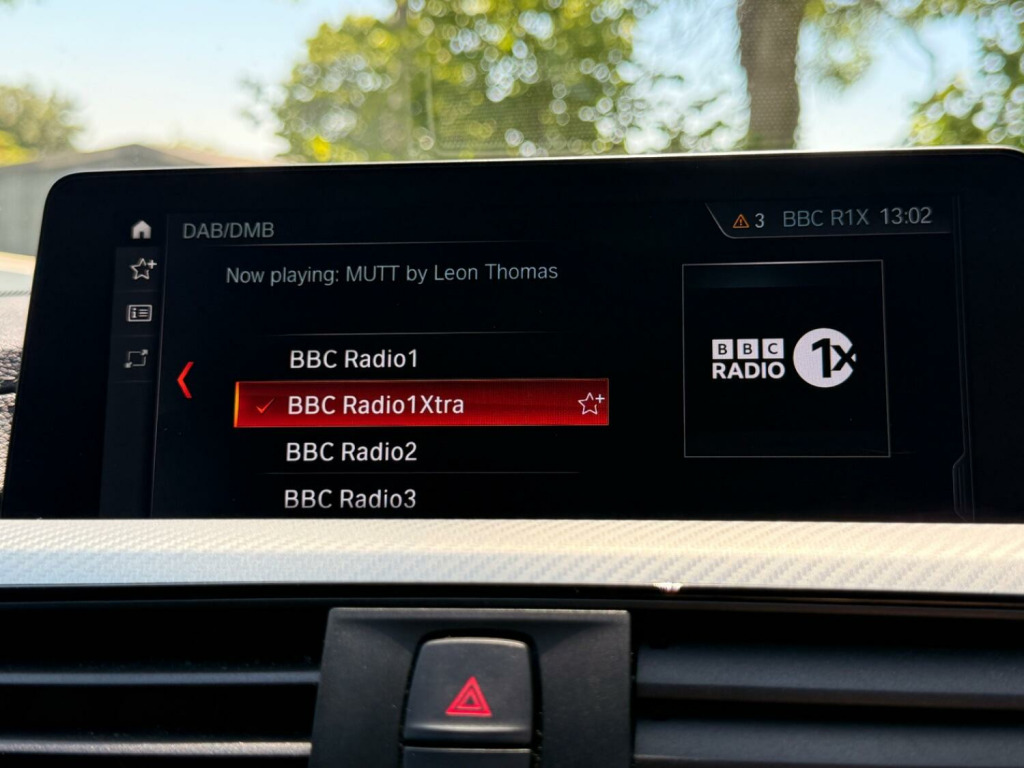 DAB/DMB
3 BBC R1X 13:02
Now playing: MUTT by Leon Thomas
BBC Radio1
BBC Radio1Xtra
BBC Radio2
BBC Radio3
BBC
RADIO 1X